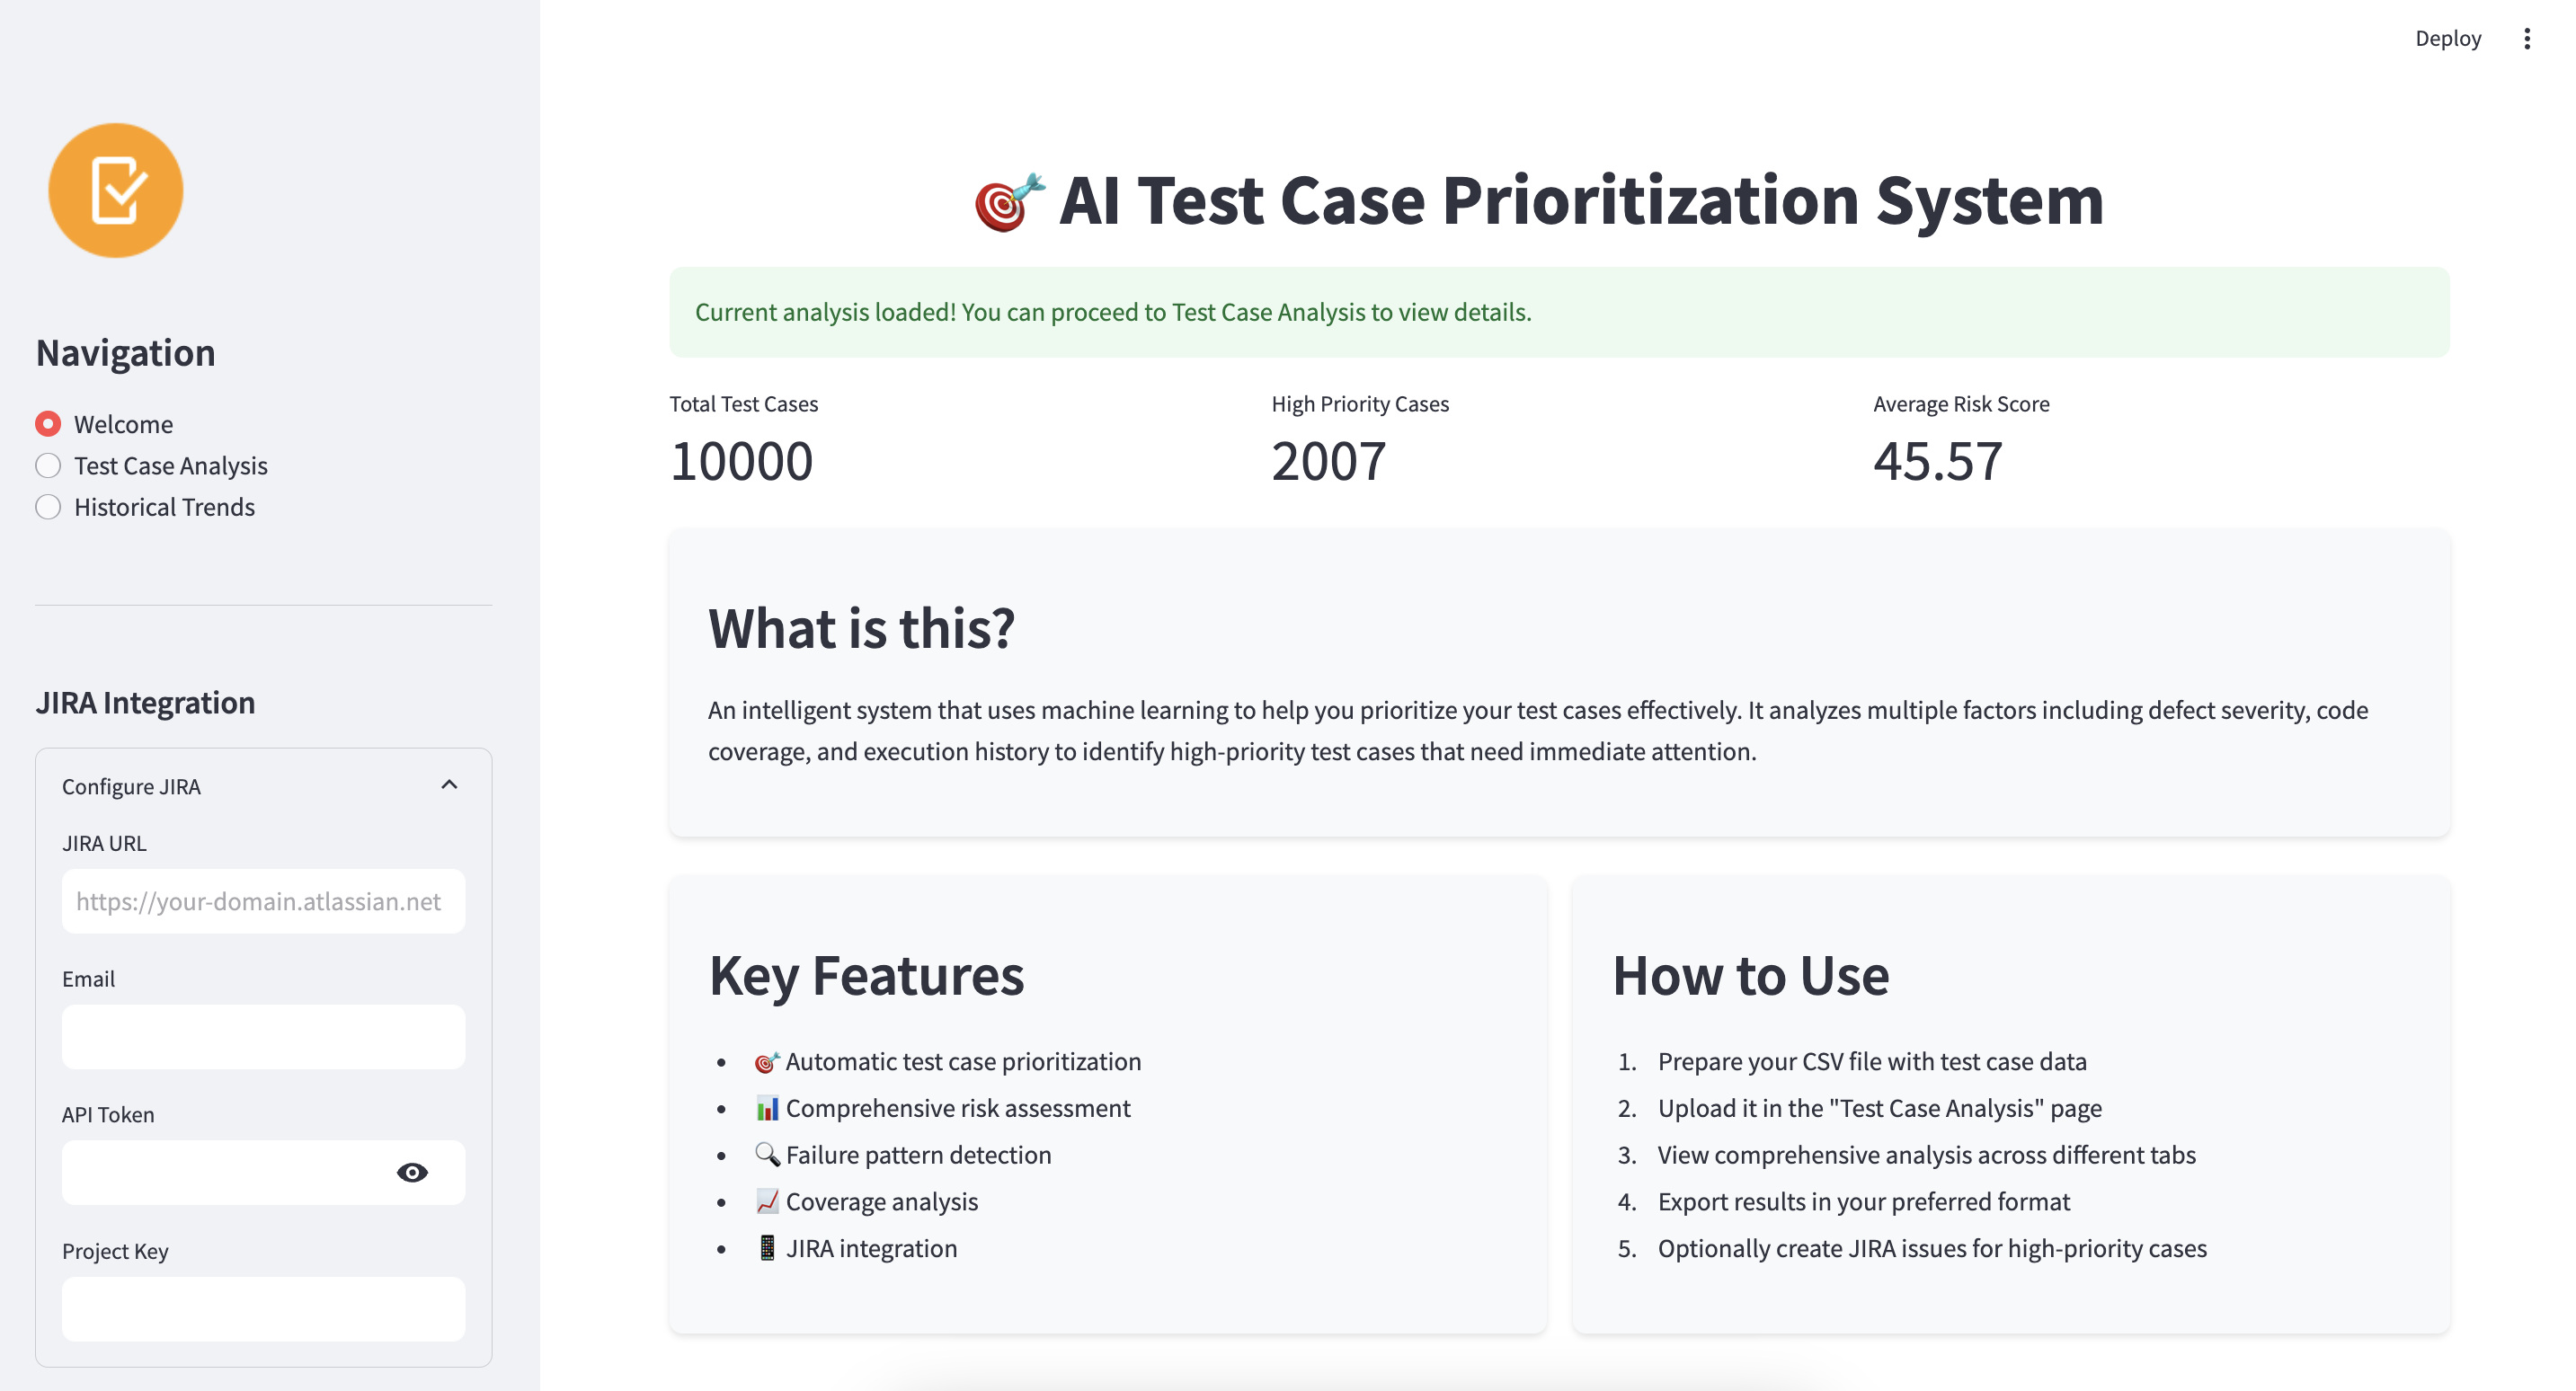 Deploy
Navigation
Welcome
Test Case Analysis
Historical Trends
JIRA Integration
Configure JIRA
JIRA URL
https://your-domain.atlassian.net
Email
API Token
Project Key
🎯 AI Test Case Prioritization System
Current analysis loaded! You can proceed to Test Case Analysis to view details.
Total Test Cases
10000
High Priority Cases
2007
Average Risk Score
45.57
What is this?
An intelligent system that uses machine learning to help you prioritize your test cases effectively. It analyzes multiple factors including defect severity, code
coverage, and execution history to identify high-priority test cases that need immediate attention.
Key Features
• 🎯 Automatic test case prioritization
• 📊 Comprehensive risk assessment
• 🔍 Failure pattern detection
• 📈 Coverage analysis
• 📱 JIRA integration
How to Use
1. Prepare your CSV file with test case data
2. Upload it in the "Test Case Analysis" page
3. View comprehensive analysis across different tabs
4. Export results in your preferred format
5. Optionally create JIRA issues for high-priority cases